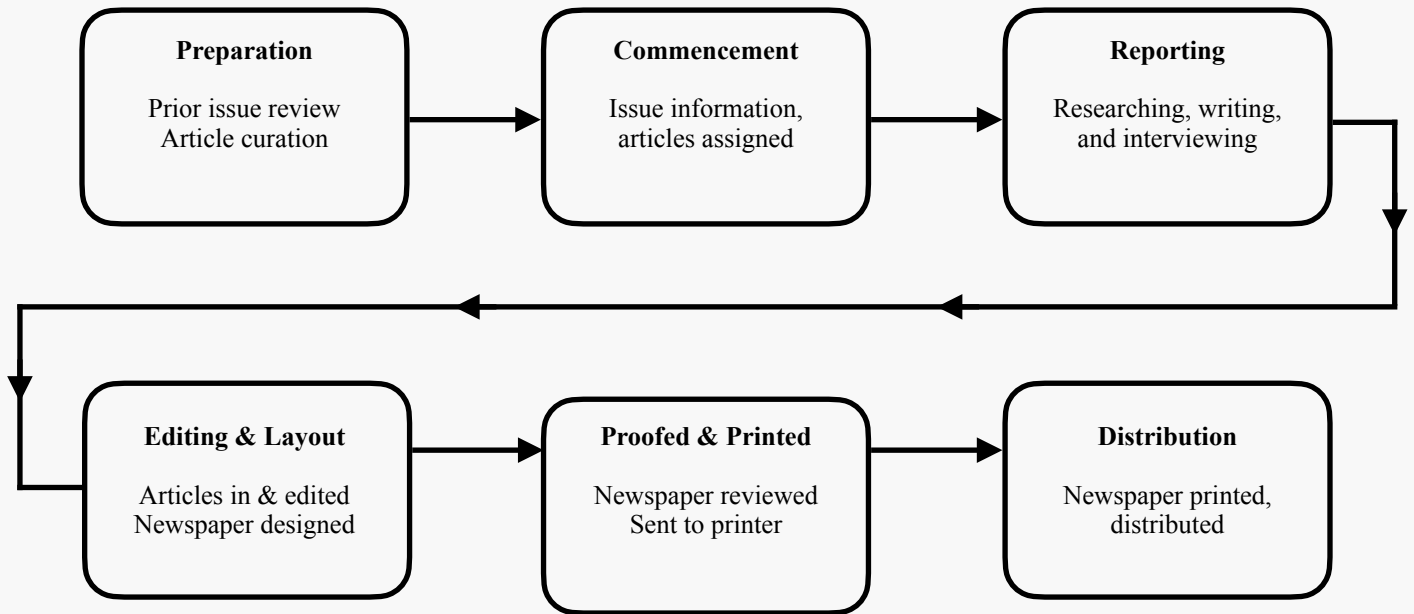 Preparation
Prior issue review
Article curation
Commencement
Issue information,
articles assigned
Reporting
Researching, writing,
and interviewing
Editing & Layout
Articles in & edited
Newspaper designed
Proofed & Printed
Newspaper reviewed
Sent to printer
Distribution
Newspaper printed,
distributed